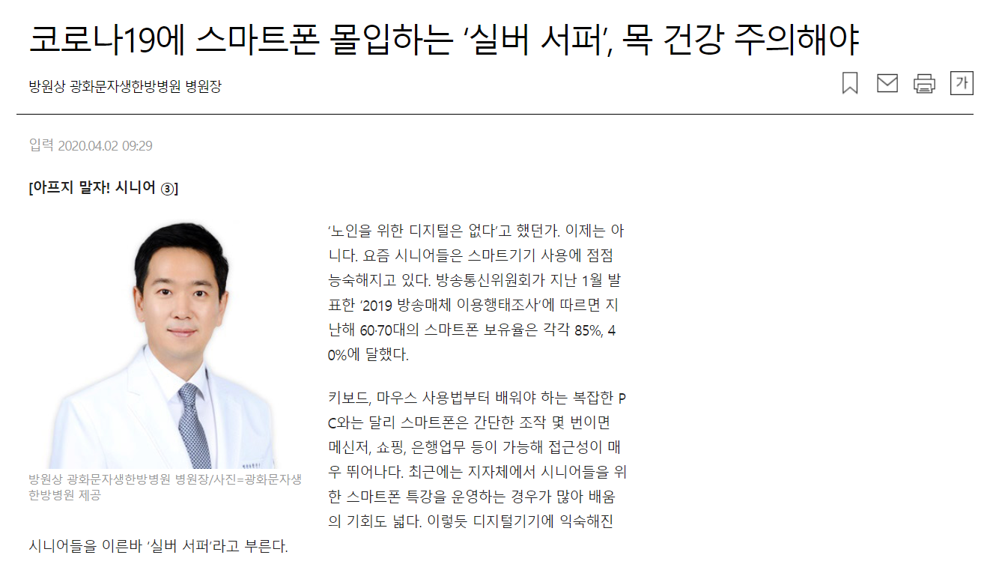 코로나19에 스마트폰 몰입하는 ‘실버 서퍼’, 목 건강 주의해야
방원상 광화문자생한방병원 병원장
가
입력 2020.04.02 09:29
[아프지 말자! 시니어 ③]
방원상 광화문자생한방병원 병원장/사진=광화문자생
한방병원 제공
‘노인을 위한 디지털은 없다’고 했던가. 이제는 아
니다. 요즘 시니어들은 스마트기기 사용에 점점
능숙해지고 있다. 방송통신위원회가 지난 1월 발
표한 ‘2019 방송매체 이용행태조사’에 따르면 지
난해 60·70대의 스마트폰 보유율은 각각 85%, 4
0%에 달했다.
키보드, 마우스 사용법부터 배워야 하는 복잡한 P
C와는 달리 스마트폰은 간단한 조작 몇 번이면
메신저, 쇼핑, 은행업무 등이 가능해 접근성이 매
우 뛰어나다. 최근에는 지자체에서 시니어들을 위
한 스마트폰 특강을 운영하는 경우가 많아 배움
의 기회도 넓다. 이렇듯 디지털기기에 익숙해진
시니어들을 이른바 ‘실버 서퍼’라고 부른다.